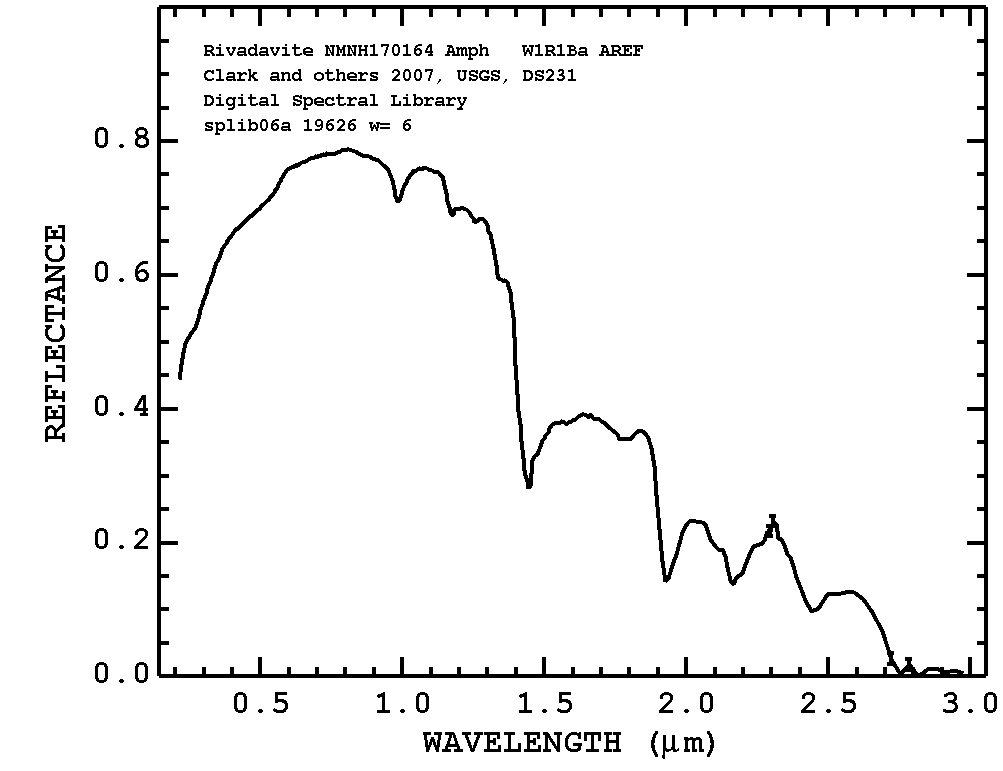 Rivadavite NMNH170164 Amph   W1R1Ba AREF
Clark and others 2007, USGS, DS231
Digital Spectral Library
splib06a 19626 w= 6
REFLECTANCE
0.8
0.6
0.4
0.2
0.0
0.5 1.0 1.5 2.0 2.5 3.0
WAVELENGTH (μm)